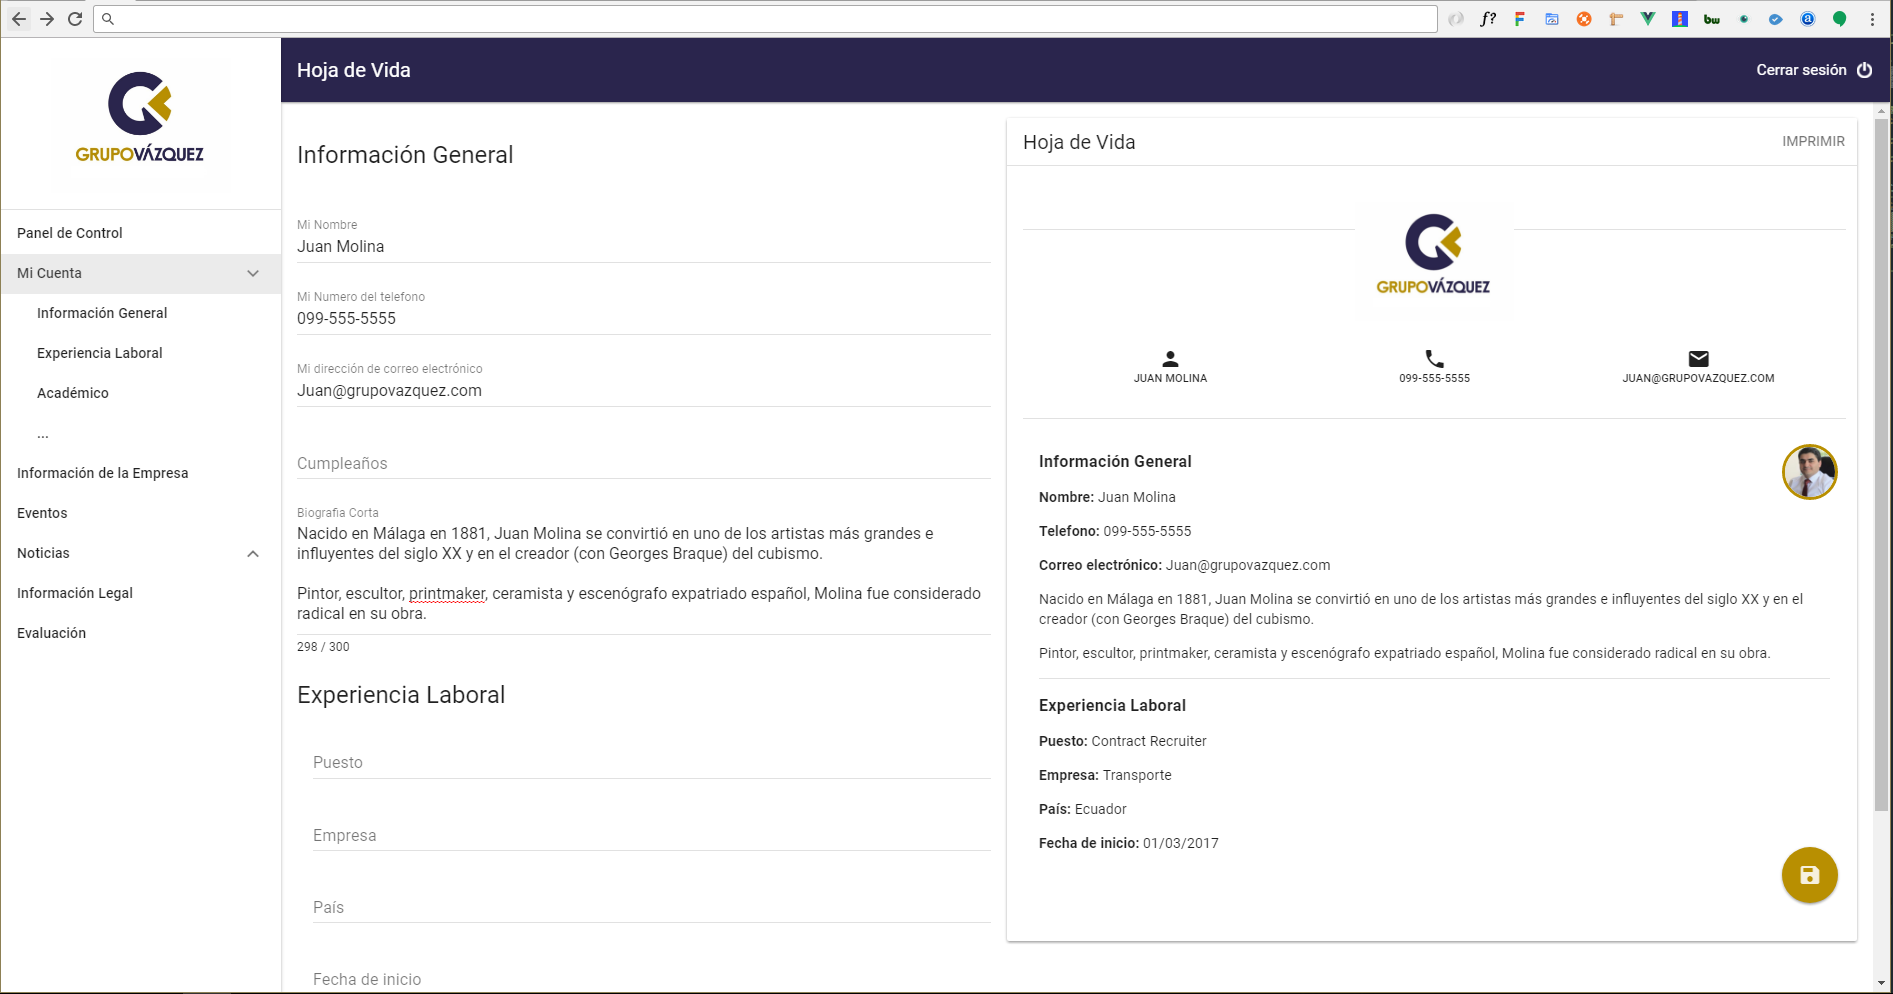 f?
bw
a
GRUPOVÁZQUEZ
Hoja de Vida
Cerrar sesión
Panel de Control
Mi Cuenta
Información General
Experiencia Laboral
Académico
...
Información de la Empresa
Eventos
Noticias
Información Legal
Evaluación
Información General
Mi Nombre
Juan Molina
Mi Numero del telefono
099-555-5555
Mi dirección de correo electrónico
Juan@grupovazquez.com
Cumpleaños
Biografia Corta
Nacido en Málaga en 1881, Juan Molina se convirtió en uno de los artistas más grandes e
influyentes del siglo XX y en el creador (con Georges Braque) del cubismo.
Pintor, escultor, printmaker, ceramista y escenógrafo expatriado español, Molina fue considerado
radical en su obra.
298 / 300
Experiencia Laboral
Puesto
Empresa
País
Fecha de inicio
Hoja de Vida
IMPRIMIR
GRUPOVÁZQUEZ
JUAN MOLINA
099-555-5555
JUAN@GRUPOVAZQUEZ.COM
Información General
Nombre: Juan Molina
Telefono: 099-555-5555
Correo electrónico: Juan@grupovazquez.com
Nacido en Málaga en 1881, Juan Molina se convirtió en uno de los artistas más grandes e influyentes del siglo XX y en el
creador (con Georges Braque) del cubismo.
Pintor, escultor, printmaker, ceramista y escenógrafo expatriado español, Molina fue considerado radical en su obra.
Experiencia Laboral
Puesto: Contract Recruiter
Empresa: Transporte
País: Ecuador
Fecha de inicio: 01/03/2017